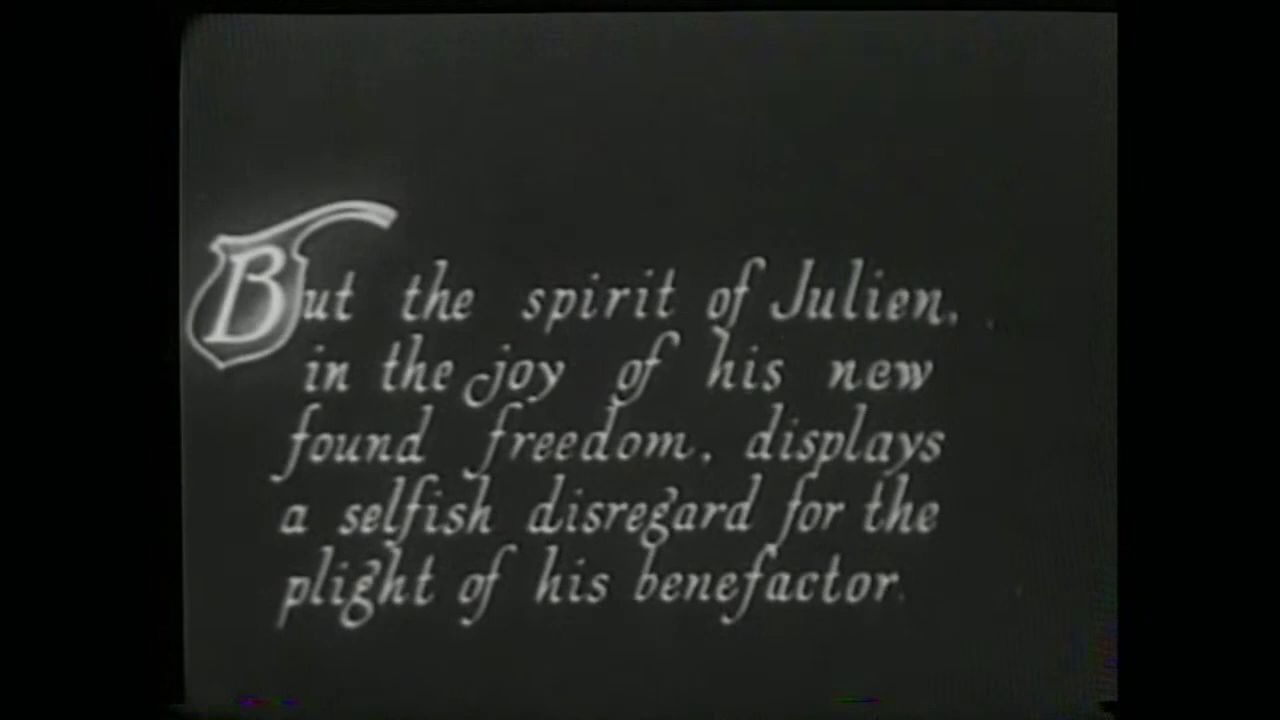 But the spirit of Julien,
in the joy of his new
found freedom, displays
a selfish disregard for the
plight of his benefactor.